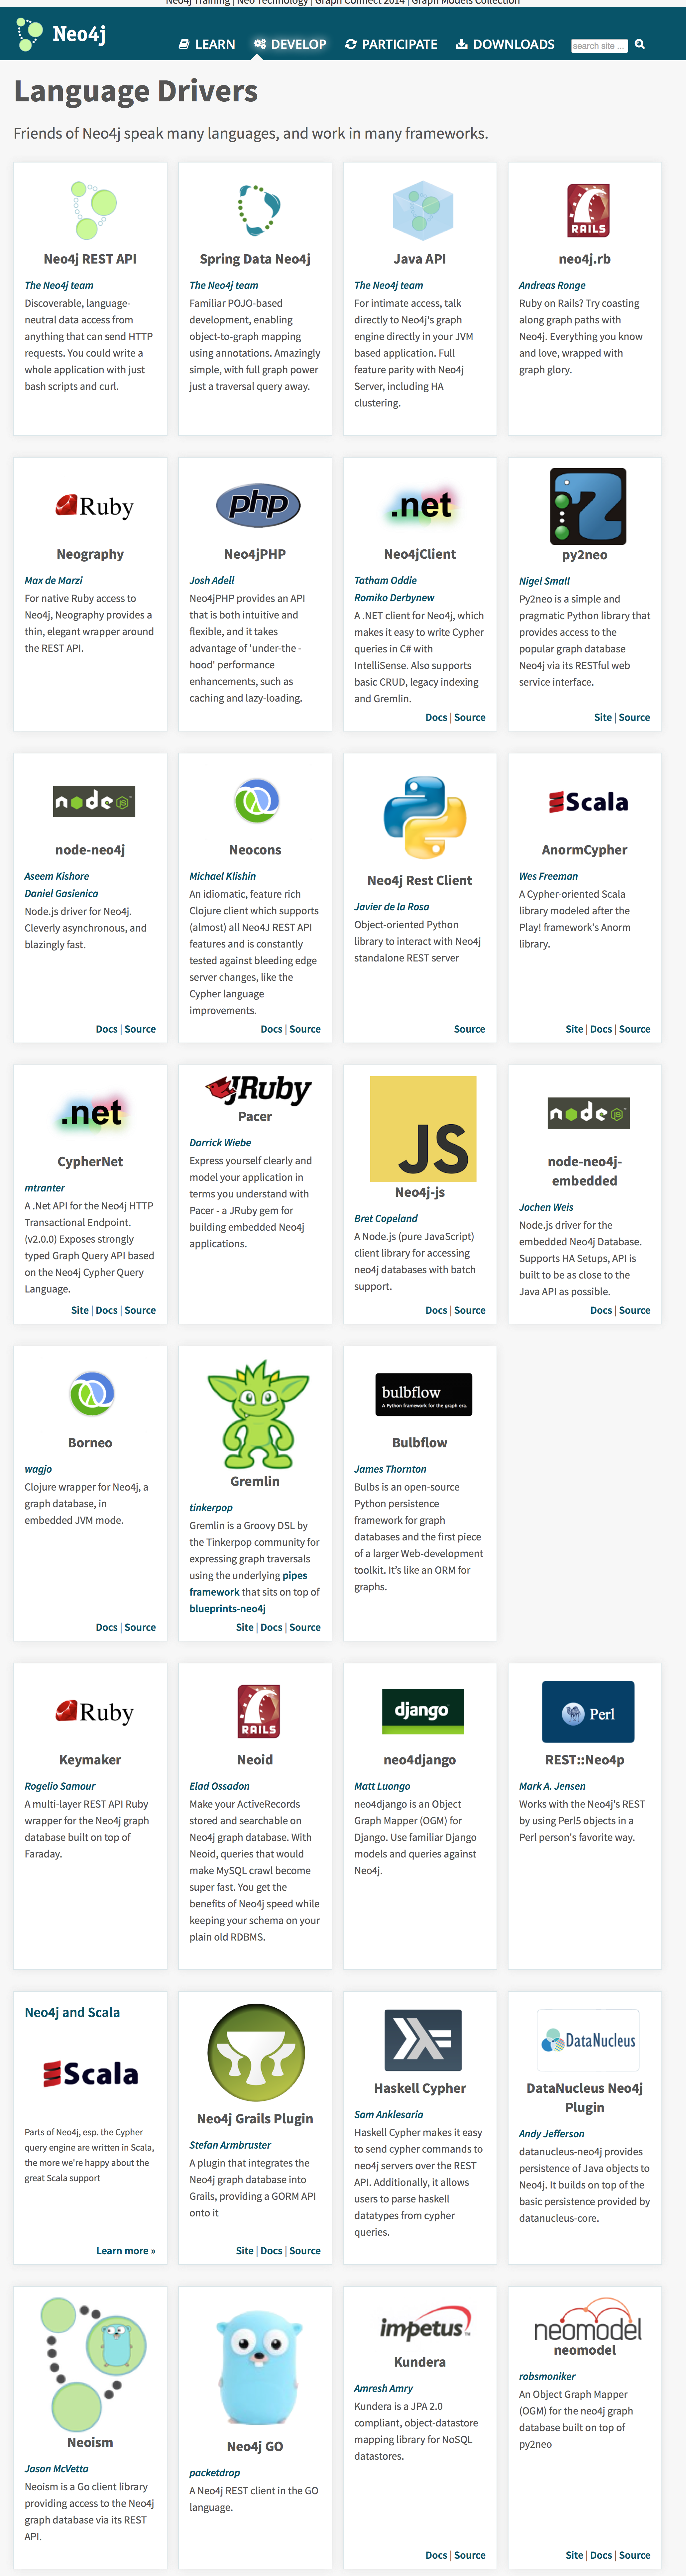 Neo4j Training | Neo Technology | Graph Connect 2014 | Graph Models Collection
Neo4j
LEARN
DEVELOP
PARTICIPATE
DOWNLOADS
search site ...
Language Drivers
Friends of Neo4j speak many languages, and work in many frameworks.
Neo4j REST API
The Neo4j team
Discoverable, language-
neutral data access from
anything that can send HTTP
requests. You could write a
whole application with just
bash scripts and curl.
Spring Data Neo4j
The Neo4j team
Familiar POJO-based
development, enabling
object-to-graph mapping
using annotations. Amazingly
simple, with full graph power
just a traversal query away.
Java API
The Neo4j team
For intimate access, talk
directly to Neo4j's graph
engine directly in your JVM
based application. Full
feature parity with Neo4j
Server, including HA
clustering.
RAILS
neo4j.rb
Andreas Ronge
Ruby on Rails? Try coasting
along graph paths with
Neo4j. Everything you know
and love, wrapped with
graph glory.
Ruby
Neography
Max de Marzi
For native Ruby access to
Neo4j, Neography provides a
thin, elegant wrapper around
the REST API.
php
Neo4jPHP
Josh Adell
Neo4jPHP provides an API
that is both intuitive and
flexible, and it takes
advantage of 'under-the -
hood' performance
enhancements, such as
caching and lazy-loading.
.net
Neo4jClient
Tatham Oddie
Romiko Derbynew
A .NET client for Neo4j, which
makes it easy to write Cypher
queries in C# with
IntelliSense. Also supports
basic CRUD, legacy indexing
and Gremlin.
Docs | Source
py2neo
Nigel Small
Py2neo is a simple and
pragmatic Python library that
provides access to the
popular graph database
Neo4j via its RESTful web
service interface.
Site | Source
node JS
node-neo4j
Aseem Kishore
Daniel Gasienica
Node.js driver for Neo4j.
Cleverly asynchronous, and
blazingly fast.
Docs | Source
Neocons
Michael Klishin
An idiomatic, feature rich
Clojure client which supports
(almost) all Neo4J REST API
features and is constantly
tested against bleeding edge
server changes, like the
Cypher language
improvements.
Docs | Source
Neo4j Rest Client
Javier de la Rosa
Object-oriented Python
library to interact with Neo4j
standalone REST server
Source
Scala
AnormCypher
Wes Freeman
A Cypher-oriented Scala
library modeled after the
Play! framework's Anorm
library.
Site | Docs | Source
.net
CypherNet
mtranter
A .Net API for the Neo4j HTTP
Transactional Endpoint.
(v2.0.0) Exposes strongly
typed Graph Query API based
on the Neo4j Cypher Query
Language.
Site | Docs | Source
JRuby
Pacer
Darrick Wiebe
Express yourself clearly and
model your application in
terms you understand with
Pacer - a JRuby gem for
building embedded Neo4j
applications.
JS
Neo4j-js
Bret Copeland
A Node.js (pure JavaScript)
client library for accessing
neo4j databases with batch
support.
Docs | Source
node JS
node-neo4j-
embedded
Jochen Weis
Node.js driver for the
embedded Neo4j Database.
Supports HA Setups, API is
built to be as close to the
Java API as possible.
Docs | Source
Borneo
wagjo
Clojure wrapper for Neo4j, a
graph database, in
embedded JVM mode.
Docs | Source
Gremlin
tinkerpop
Gremlin is a Groovy DSL by
the Tinkerpop community for
expressing graph traversals
using the underlying pipes
framework that sits on top of
blueprints-neo4j
Site | Docs | Source
bulbflow
A Python framework for the graph era.
Bulbflow
James Thornton
Bulbs is an open-source
Python persistence
framework for graph
databases and the first piece
of a larger Web-development
toolkit. It's like an ORM for
graphs.
Ruby
Keymaker
Rogelio Samour
A multi-layer REST API Ruby
wrapper for the Neo4j graph
database built on top of
Faraday.
RAILS
Neoid
Elad Ossadon
Make your ActiveRecords
stored and searchable on
Neo4j graph database. With
Neoid, queries that would
make MySQL crawl become
super fast. You get the
benefits of Neo4j speed while
keeping your schema on your
plain old RDBMS.
django
neo4django
Matt Luongo
neo4django is an Object
Graph Mapper (OGM) for
Django. Use familiar Django
models and queries against
Neo4j.
Perl
REST::Neo4p
Mark A. Jensen
Works with the Neo4j's REST
by using Perl5 objects in a
Perl person's favorite way.
Neo4j and Scala
Scala
Parts of Neo4j, esp. the Cypher
query engine are written in Scala,
the more we're happy about the
great Scala support
Learn more »
Neo4j Grails Plugin
Stefan Armbruster
A plugin that integrates the
Neo4j graph database into
Grails, providing a GORM API
onto it
Site | Docs | Source
Haskell Cypher
Sam Anklesaria
Haskell Cypher makes it easy
to send cypher commands to
neo4j servers over the REST
API. Additionally, it allows
users to parse haskell
datatypes from cypher
queries.
DataNucleus
DataNucleus Neo4j
Plugin
Andy Jefferson
datanucleus-neo4j provides
persistence of Java objects to
Neo4j. It builds on top of the
basic persistence provided by
datanucleus-core.
Neoism
Jason McVetta
Neoism is a Go client library
providing access to the Neo4j
graph database via its REST
API.
Neo4j GO
packetdrop
A Neo4j REST client in the GO
language.
impetus
Kundera
Amresh Amry
Kundera is a JPA 2.0
compliant, object-datastore
mapping library for NoSQL
datastores.
Docs | Source
neomodel
neomodel
robsmoniker
An Object Graph Mapper
(OGM) for the neo4j graph
database built on top of
py2neo
Site | Docs | Source